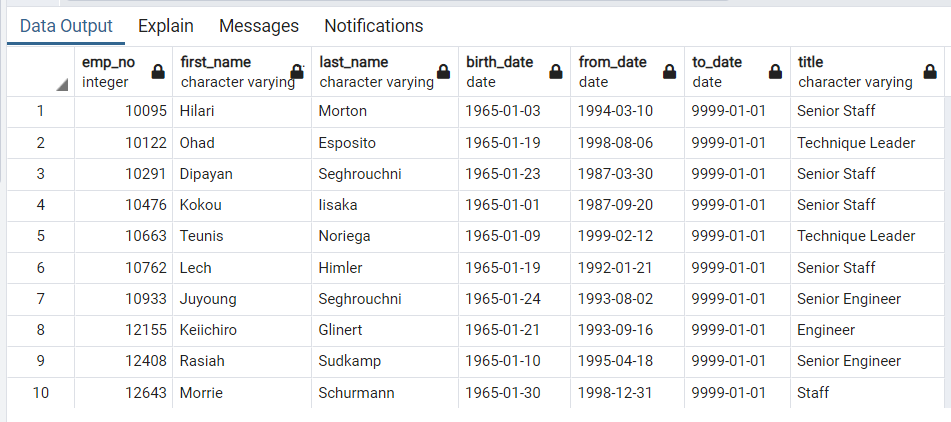 Data Output Explain Messages Notifications
emp_no first_name last_name birth_date from_date to_date title
integer character varying character varying date date date character varying
1 10095 Hilari Morton 1965-01-03 1994-03-10 9999-01-01 Senior Staff
2 10122 Ohad Esposito 1965-01-19 1998-08-06 9999-01-01 Technique Leader
3 10291 Dipayan Seghrouchni 1965-01-23 1987-03-30 9999-01-01 Senior Staff
4 10476 Kokou Iisaka 1965-01-01 1987-09-20 9999-01-01 Senior Staff
5 10663 Teunis Noriega 1965-01-09 1999-02-12 9999-01-01 Technique Leader
6 10762 Lech Himler 1965-01-19 1992-01-21 9999-01-01 Senior Staff
7 10933 Juyoung Seghrouchni 1965-01-24 1993-08-02 9999-01-01 Senior Engineer
8 12155 Keiichiro Glinert 1965-01-21 1993-09-16 9999-01-01 Engineer
9 12408 Rasiah Sudkamp 1965-01-10 1995-04-18 9999-01-01 Senior Engineer
10 12643 Morrie Schurmann 1965-01-30 1998-12-31 9999-01-01 Staff